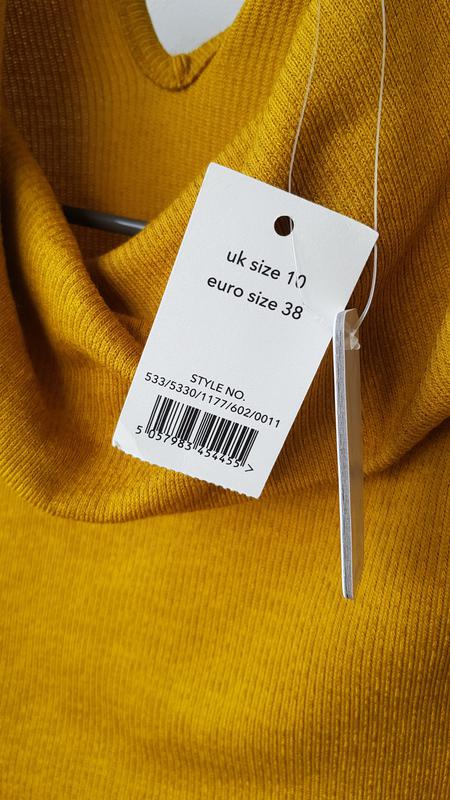 uk size 10
euro size 38
STYLE NO.
533/5330/1177/602/0011
5 057983 454455 >